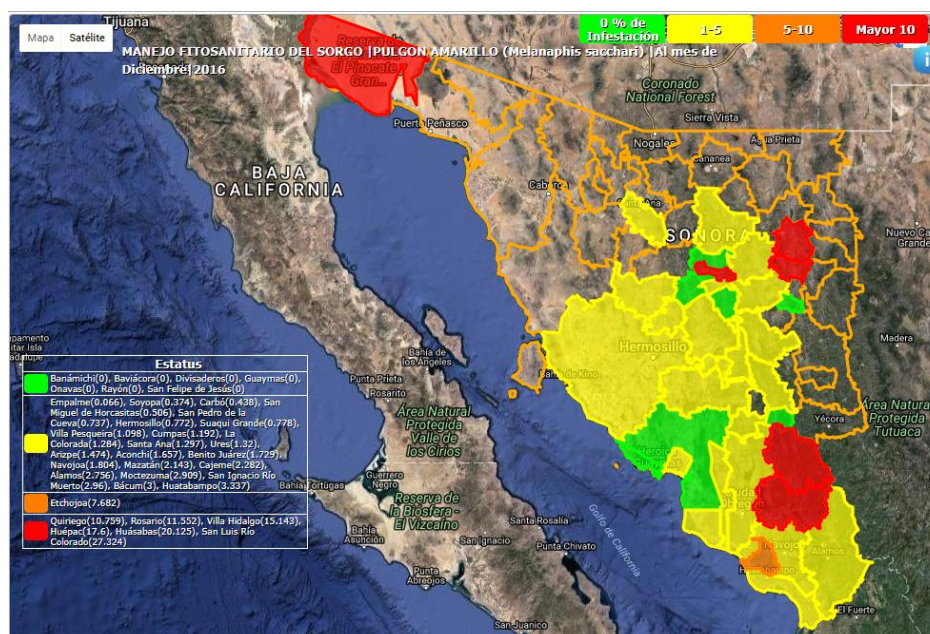 Tijuana
Mapa
Satélite
0 % de
Infestación
1-5
5-10
Mayor 10
MANEJO FITOSANITARIO DEL SORGO |PULGON AMARILLO (Melanaphis sacchari) |Al mes de
Diciembre|2016
Reserva de
El Pinacate y
Gran...
Coronado
National Forest
Sierra Vista
Puerto Peñasco
Nogales
Agua Prieta
Cananea
BAJA
CALIFORNIA
SONORA
Nuevo Ca
Grande
Hermosillo
Bahía de
los Ángeles
Madera
Punta Prieta
Rosarito
Área Natural
Protegida
Valle de
los Cirios
Yécora
Área Natura
Protegida
Tutuaca
Estatus
Banámichi(0), Baviácora(0), Divisaderos(0), Guaymas(0),
Onavas(0), Rayón(0), San Felipe de Jesús(0)
Empalme(0.066), Soyopa(0.374), Carbó(0.438), San
Miguel de Horcasitas(0.506), San Pedro de la
Cueva(0.737), Hermosillo(0.772), Suaqui Grande(0.778),
Villa Pesqueira(1.098), Cumpas(1.192), La
Colorada(1.284), Santa Ana(1.297), Ures(1.32),
Arizpe(1.474), Aconchi(1.657), Benito Juárez(1.729),
Navojoa(1.804), Mazatán(2.143), Cajeme(2.282),
Alamos(2.756), Moctezuma(2.909), San Ignacio Río
Muerto(2.96), Bácum(3), Huatabampo(3.337)
Etchojoa(7.682)
Quiriego(10.759), Rosario(11.552), Villa Hidalgo(15.143),
Huépac(17.6), Huásabas(20.125), San Luis Río
Colorado(27.324)
Bahía Tortugas
Guerrero
Negro
Reserva de
la Biósfera -
El Vizcaíno
Bahía
Asunción
San Ignacio
Santa Rosalía
Punta Chivato
Golfo de California
Punta
Abreojos
San Juanico
Navojoa
Álamos
El Fuerte